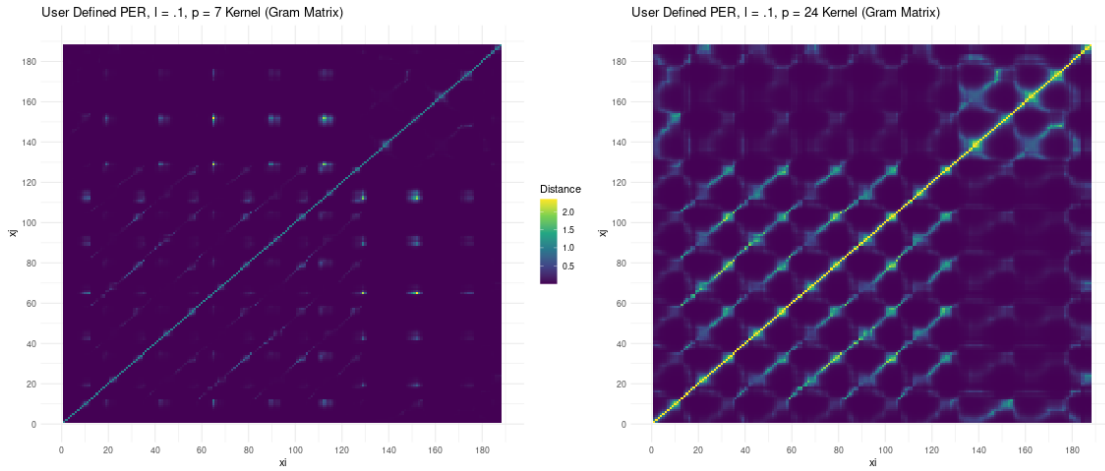 User Defined PER, l = .1, p = 7 Kernel (Gram Matrix)
180
160
140
120
100
80
60
40
20
0
xj
0 20 40 60 80 100 120 140 160 180
xi
Distance
2.0
1.5
1.0
0.5
User Defined PER, l = .1, p = 24 Kernel (Gram Matrix)
180
160
140
120
100
80
60
40
20
0
xj
0 20 40 60 80 100 120 140 160 180
xi